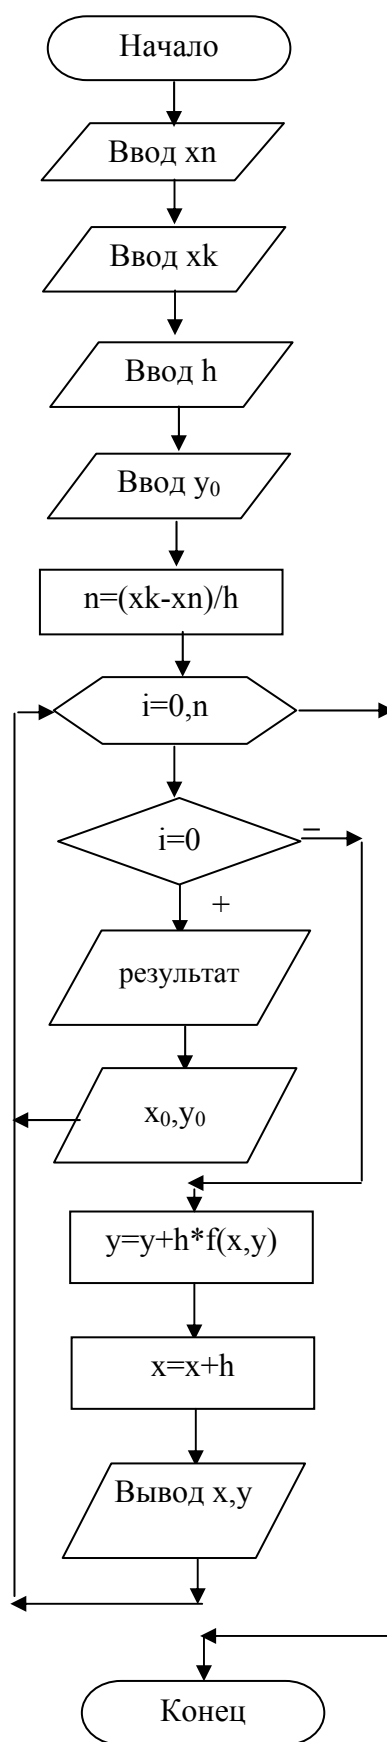 Начало
Ввод xn
Ввод xk
Ввод h
Ввод y₀
n=(xk-xn)/h
i=0,n
i=0
–
+
результат
x₀,y₀
y=y+h*f(x,y)
x=x+h
Вывод x,y
Конец